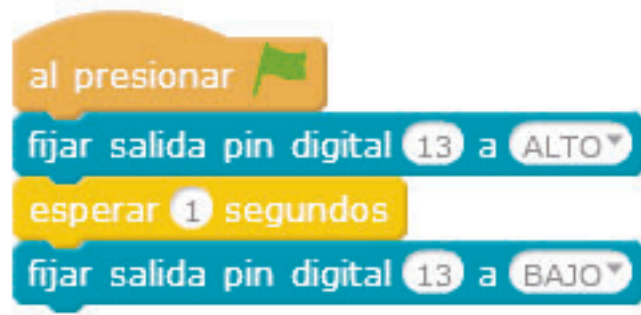 al presionar
fijar salida pin digital 13 a ALTO
esperar 1 segundos
fijar salida pin digital 13 a BAJO